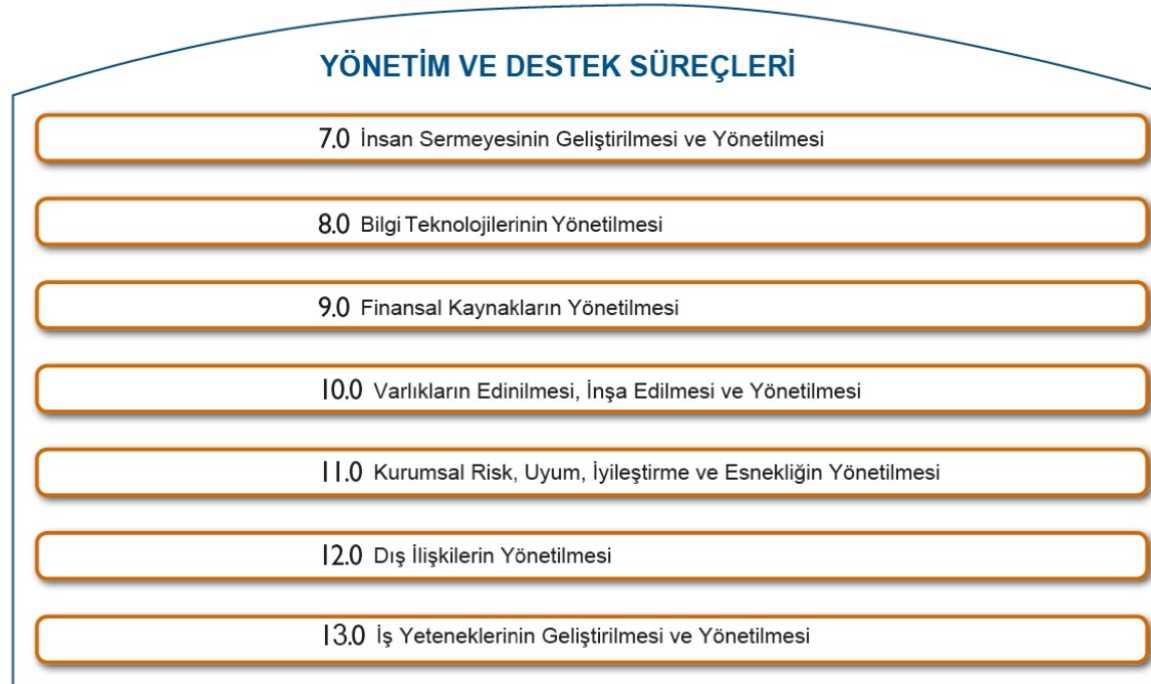 YÖNETİM VE DESTEK SÜREÇLERİ
7.0 İnsan Sermeyesinin Geliştirilmesi ve Yönetilmesi
8.0 Bilgi Teknolojilerinin Yönetilmesi
9.0 Finansal Kaynakların Yönetilmesi
10.0 Varlıkların Edinilmesi, İnşa Edilmesi ve Yönetilmesi
11.0 Kurumsal Risk, Uyum, İyileştirme ve Esnekliğin Yönetilmesi
12.0 Dış İlişkilerin Yönetilmesi
13.0 İş Yeteneklerinin Geliştirilmesi ve Yönetilmesi